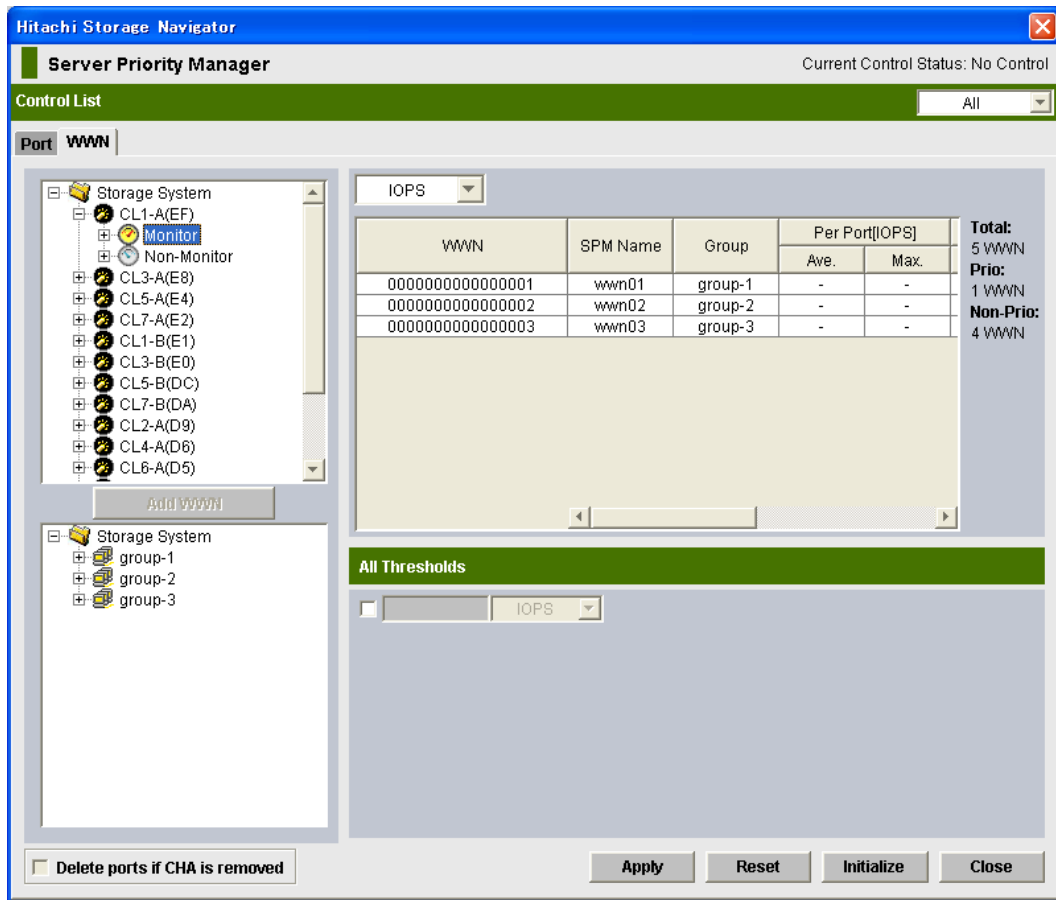 Hitachi Storage Navigator
Server Priority Manager
Current Control Status: No Control
Control List
All
Port WWN
Storage System
CL1-A(EF)
Monitor
Non-Monitor
CL3-A(E8)
CL5-A(E4)
CL7-A(E2)
CL1-B(E1)
CL3-B(E0)
CL5-B(DC)
CL7-B(DA)
CL2-A(D9)
CL4-A(D6)
CL6-A(D5)
Add WWN
Storage System
group-1
group-2
group-3
IOPS
WWN SPM Name Group Per Port[IOPS]
Ave. Max.
0000000000000001 wwn01 group-1 - -
0000000000000002 wwn02 group-2 - -
0000000000000003 wwn03 group-3 - -
Total:
5 WWN
Prio:
1 WWN
Non-Prio:
4 WWN
All Thresholds
IOPS
Delete ports if CHA is removed
Apply Reset Initialize Close